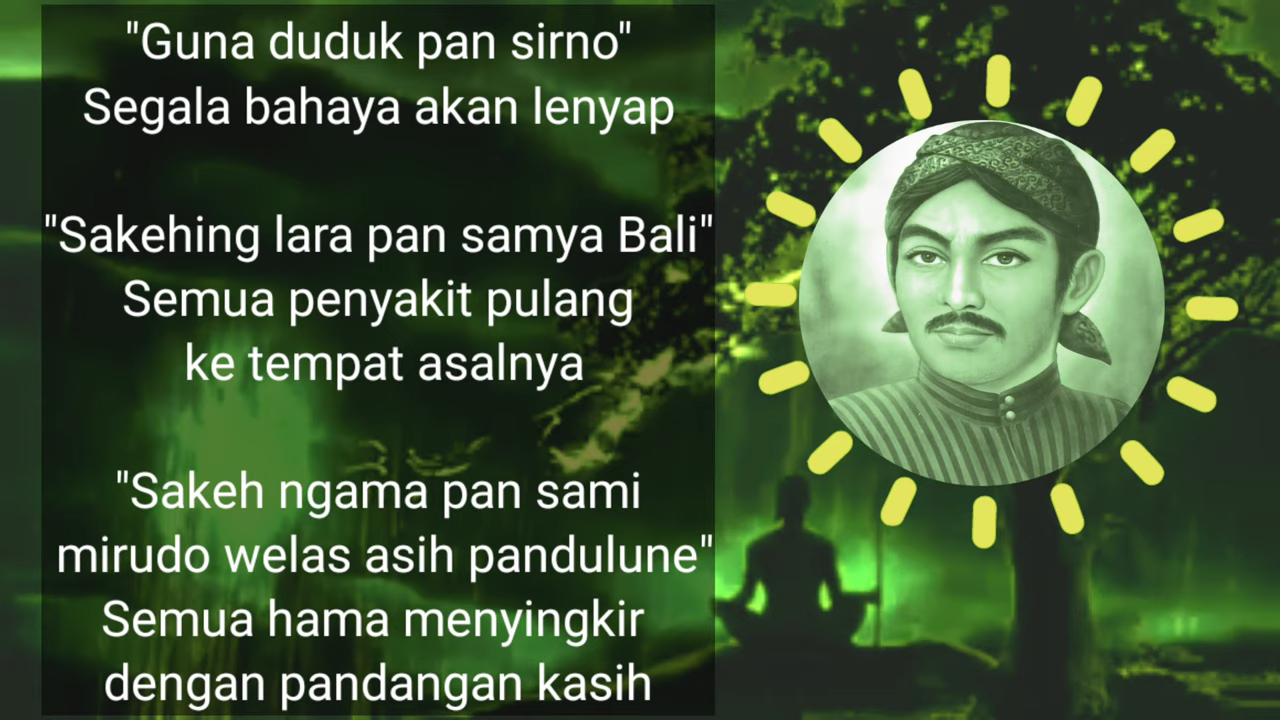 "Guna duduk pan sirno"
Segala bahaya akan lenyap
"Sakehing lara pan samya Bali"
Semua penyakit pulang
ke tempat asalnya
"Sakeh ngama pan sami
mirudo welas asih pandulune"
Semua hama menyingkir
dengan pandangan kasih